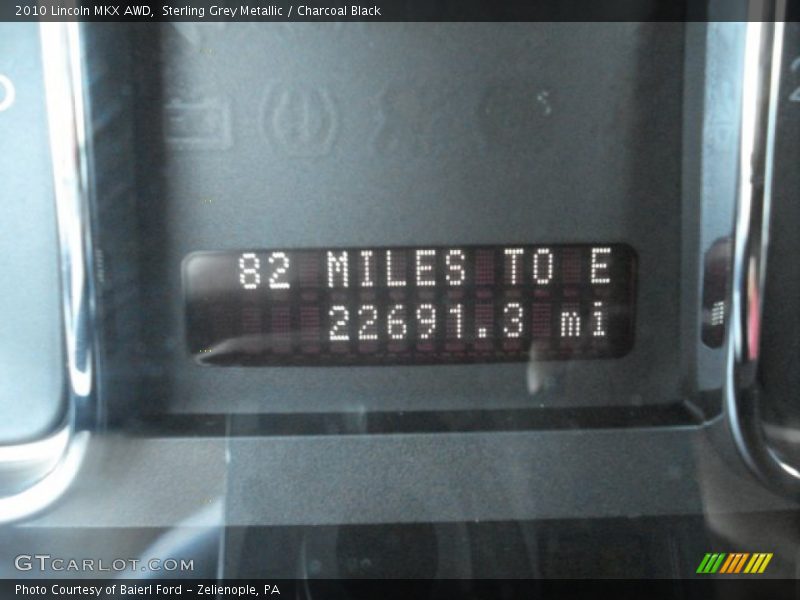 2010 Lincoln MKX AWD, Sterling Grey Metallic / Charcoal Black
82 MILES TO E
22691.3 mi
GTCARLOT.COM
Photo Courtesy of Baierl Ford - Zelienople, PA